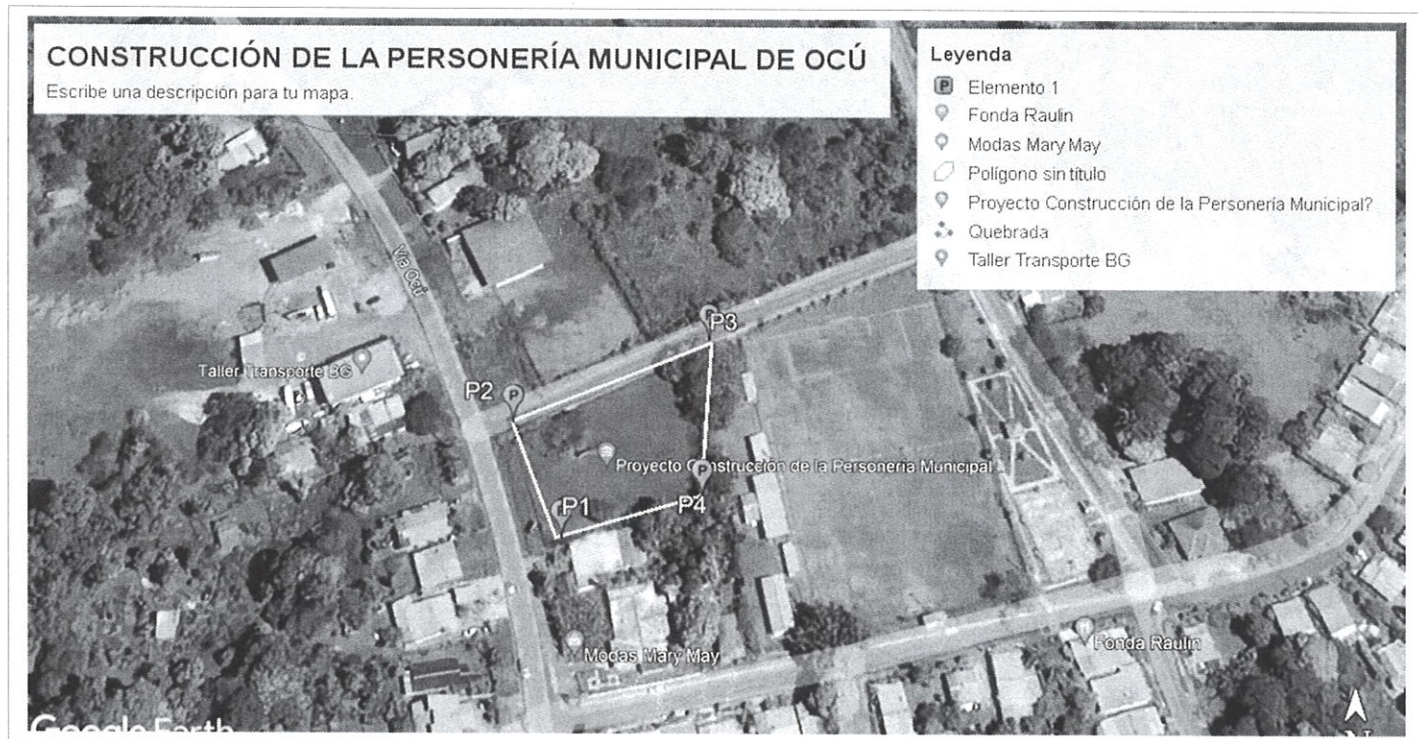 CONSTRUCCIÓN DE LA PERSONERÍA MUNICIPAL DE OCÚ
Escribe una descripción para tu mapa.
Leyenda
P Elemento 1
Fonda Raulin
Modas Mary May
Polígono sin título
Proyecto Construcción de la Personería Municipal?
Quebrada
Taller Transporte BG
Vía Ocú
P3
Taller Transporte BG
P2
P
Proyecto Construcción de la Personería Municipal
P
P1
P4
Modas Mary May
Fonda Raulin
Google Earth
N